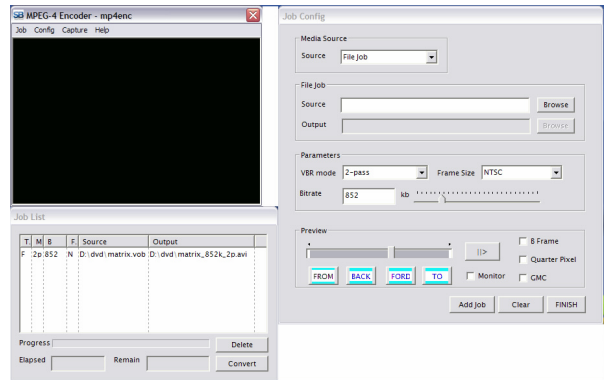 SB MPEG-4 Encoder - mp4enc
Job Config Capture Help
Job List
T. M B F. Source Output
F 2p 852 N D:\dvd\matrix.vob D:\dvd\matrix_852k_2p.avi
Progress Delete
Elapsed Remain Convert
Job Config
Media Source
Source File Job
File Job
Source Browse
Output Browse
Parameters
VBR mode 2-pass Frame Size NTSC
Bitrate 852 kb
Preview
||>
B Frame
Quarter Pixel
FROM BACK FORD TO Monitor GMC
Add Job Clear FINISH